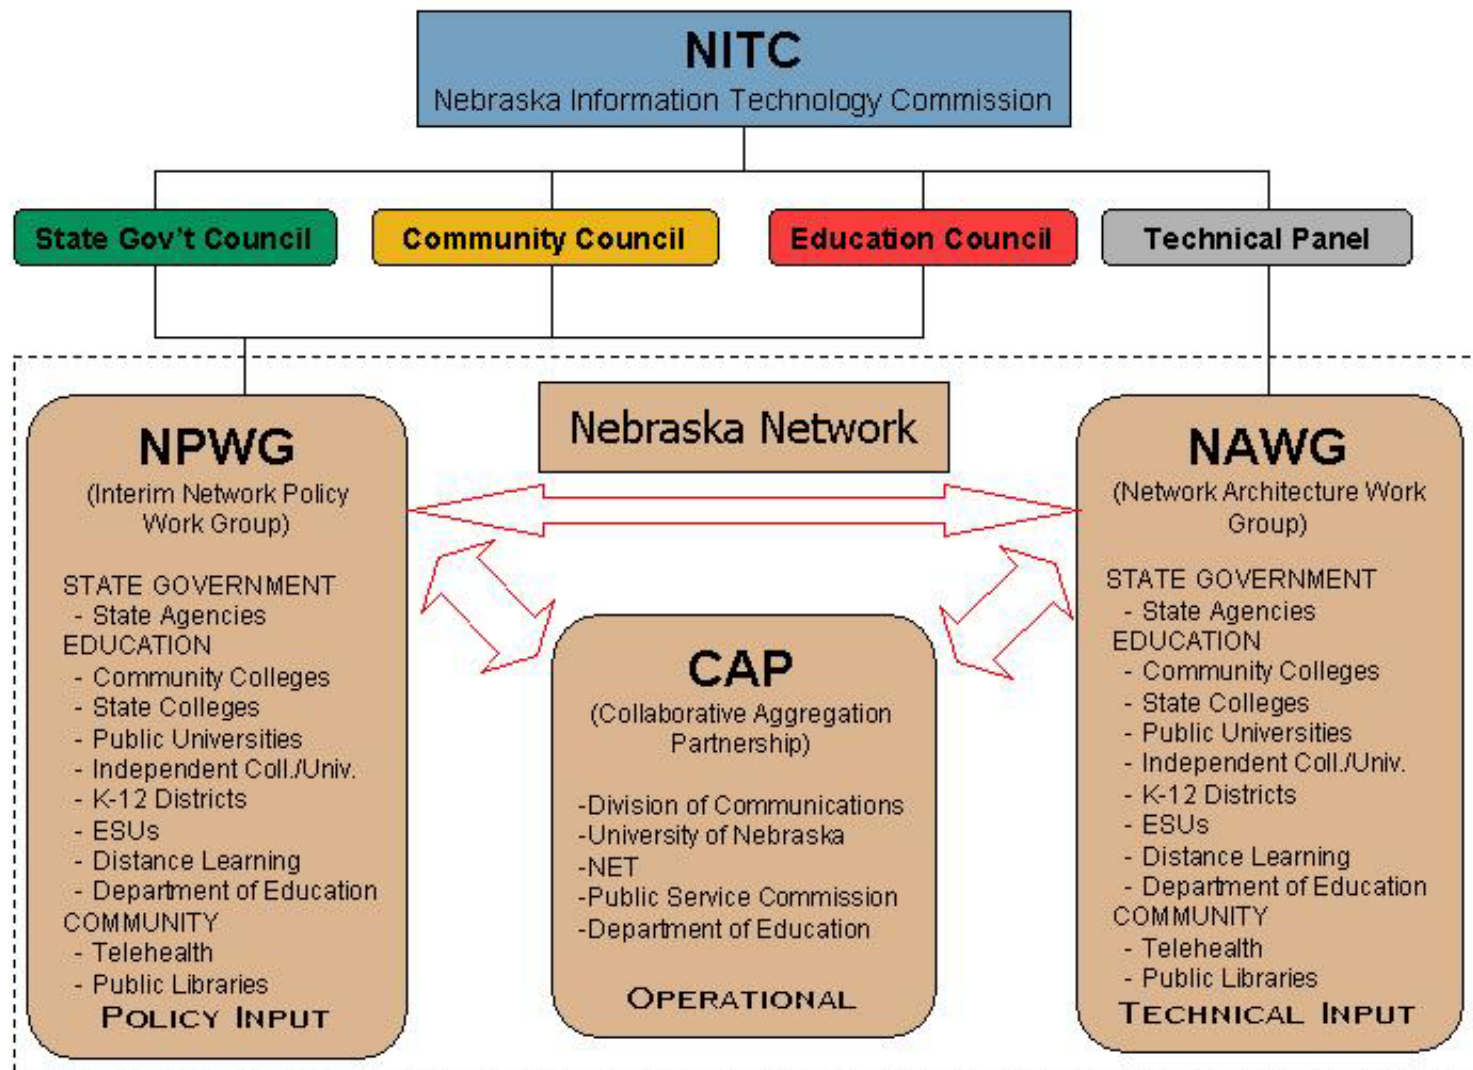 NITC
Nebraska Information Technology Commission
State Gov't Council
Community Council
Education Council
Technical Panel
Nebraska Network
NPWG
(Interim Network Policy
Work Group)
STATE GOVERNMENT
- State Agencies
EDUCATION
- Community Colleges
- State Colleges
- Public Universities
- Independent Coll./Univ.
- K-12 Districts
- ESUs
- Distance Learning
- Department of Education
COMMUNITY
- Telehealth
- Public Libraries
POLICY INPUT
CAP
(Collaborative Aggregation
Partnership)
-Division of Communications
-University of Nebraska
-NET
-Public Service Commission
-Department of Education
OPERATIONAL
NAWG
(Network Architecture Work
Group)
STATE GOVERNMENT
- State Agencies
EDUCATION
- Community Colleges
- State Colleges
- Public Universities
- Independent Coll./Univ.
- K-12 Districts
- ESUs
- Distance Learning
- Department of Education
COMMUNITY
- Telehealth
- Public Libraries
TECHNICAL INPUT